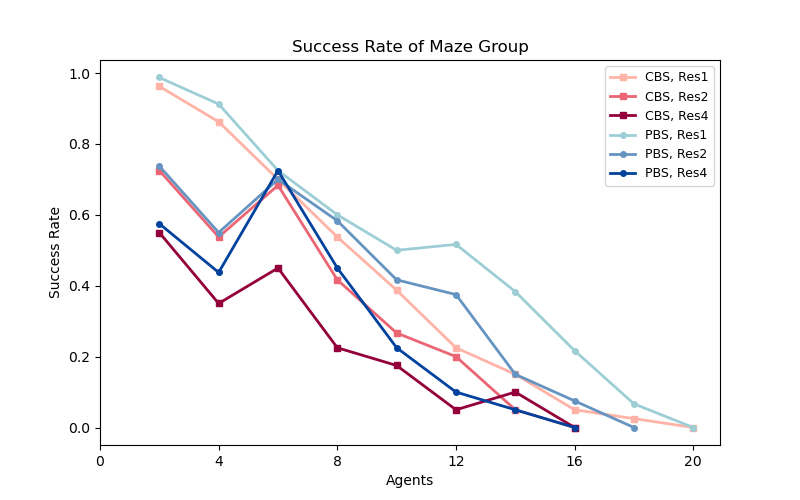 Success Rate of Maze Group
CBS, Res1
CBS, Res2
CBS, Res4
PBS, Res1
PBS, Res2
PBS, Res4
Success Rate
1.0
0.8
0.6
0.4
0.2
0.0
0 4 8 12 16 20
Agents